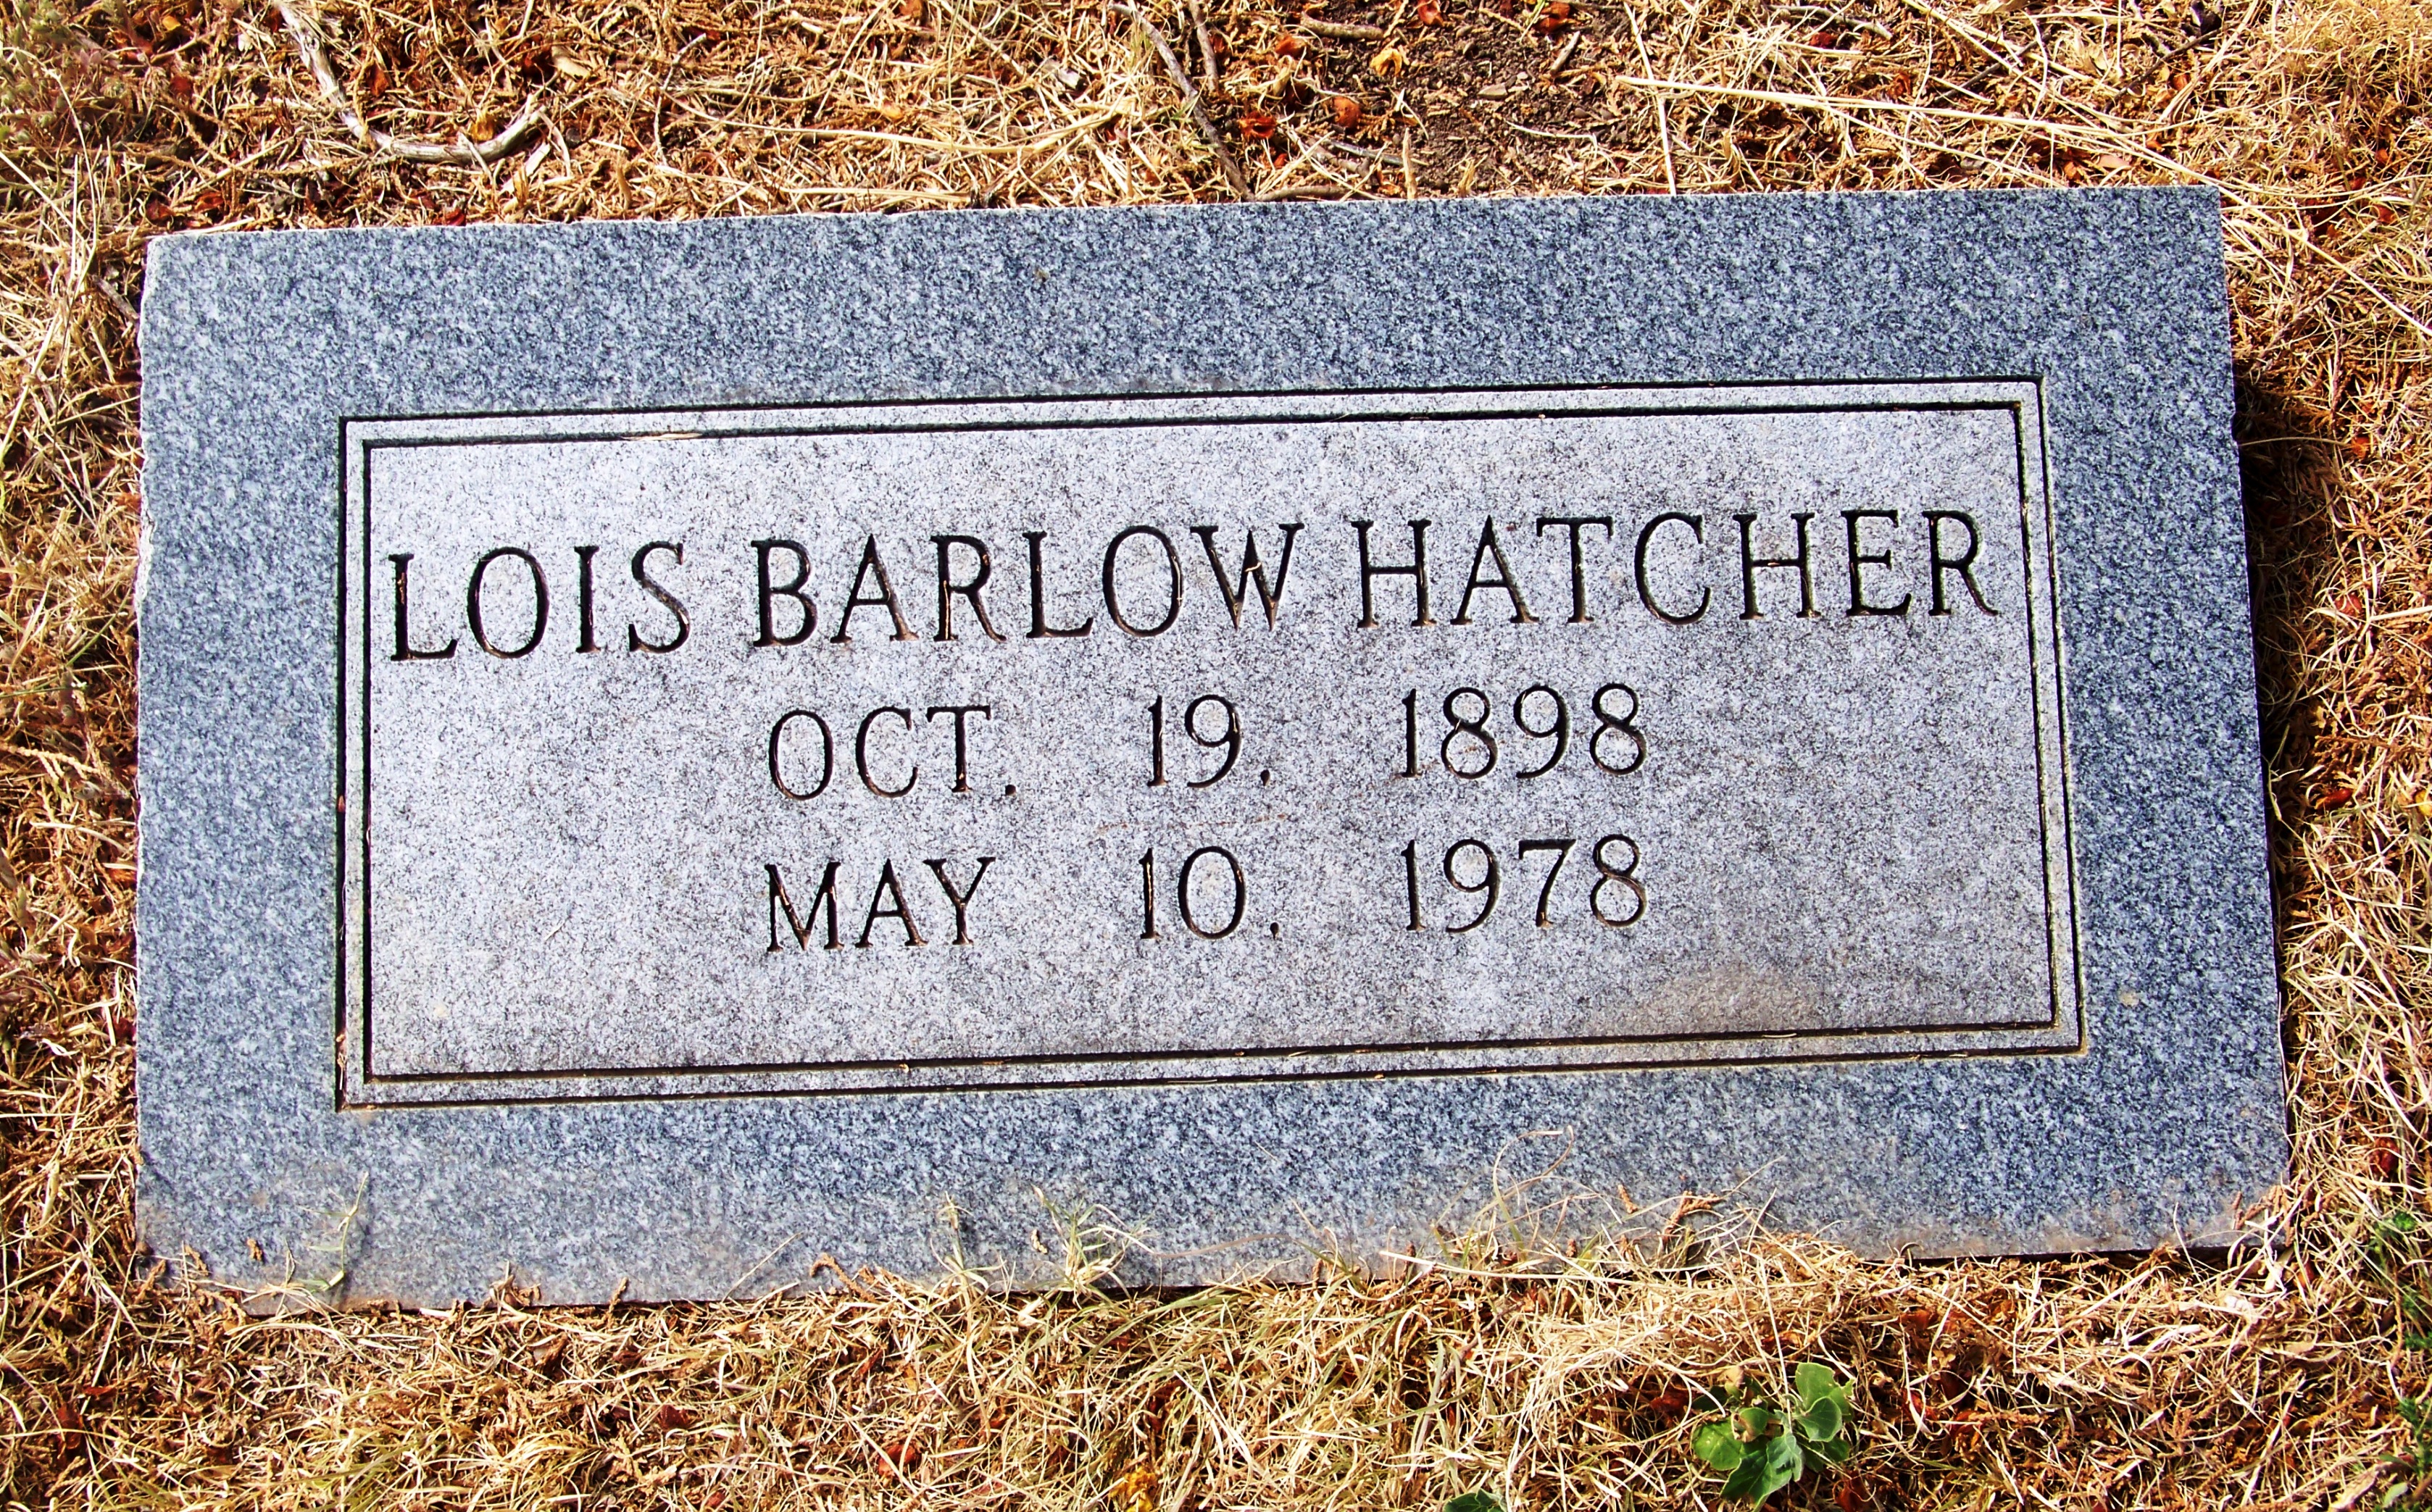 LOIS BARLOW HATCHER
OCT. 19, 1898
MAY 10, 1978